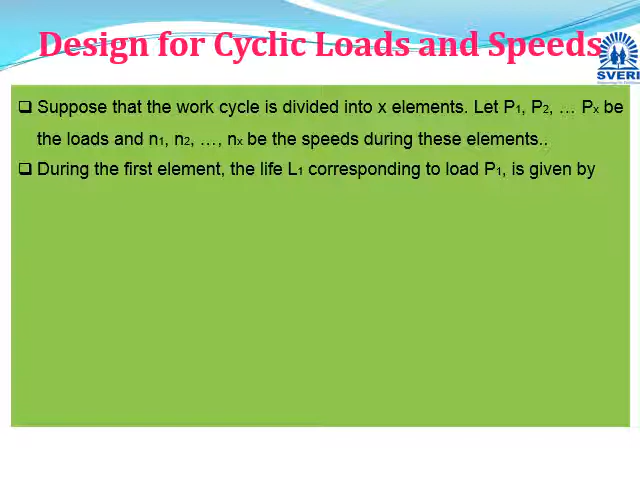 Design for Cyclic Loads and Speeds
SVERI
❑ Suppose that the work cycle is divided into x elements. Let P1, P2, … Px be
the loads and n1, n2, …, nx be the speeds during these elements..
❑ During the first element, the life L1 corresponding to load P1, is given by